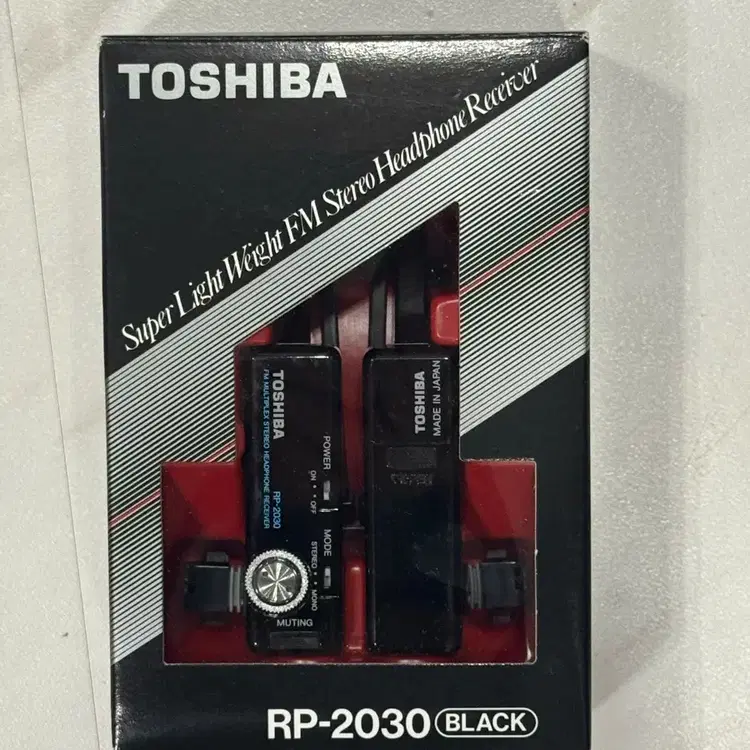 TOSHIBA
Super Light Weight FM Stereo Headphone Receiver
TOSHIBA
FM MULTIPLEX STEREO HEADPHONE RECEIVER RP-2030
POWER
ON • • OFF
MODE
STEREO • • MONO
MUTING
TOSHIBA
MADE IN JAPAN
RP-2030 BLACK